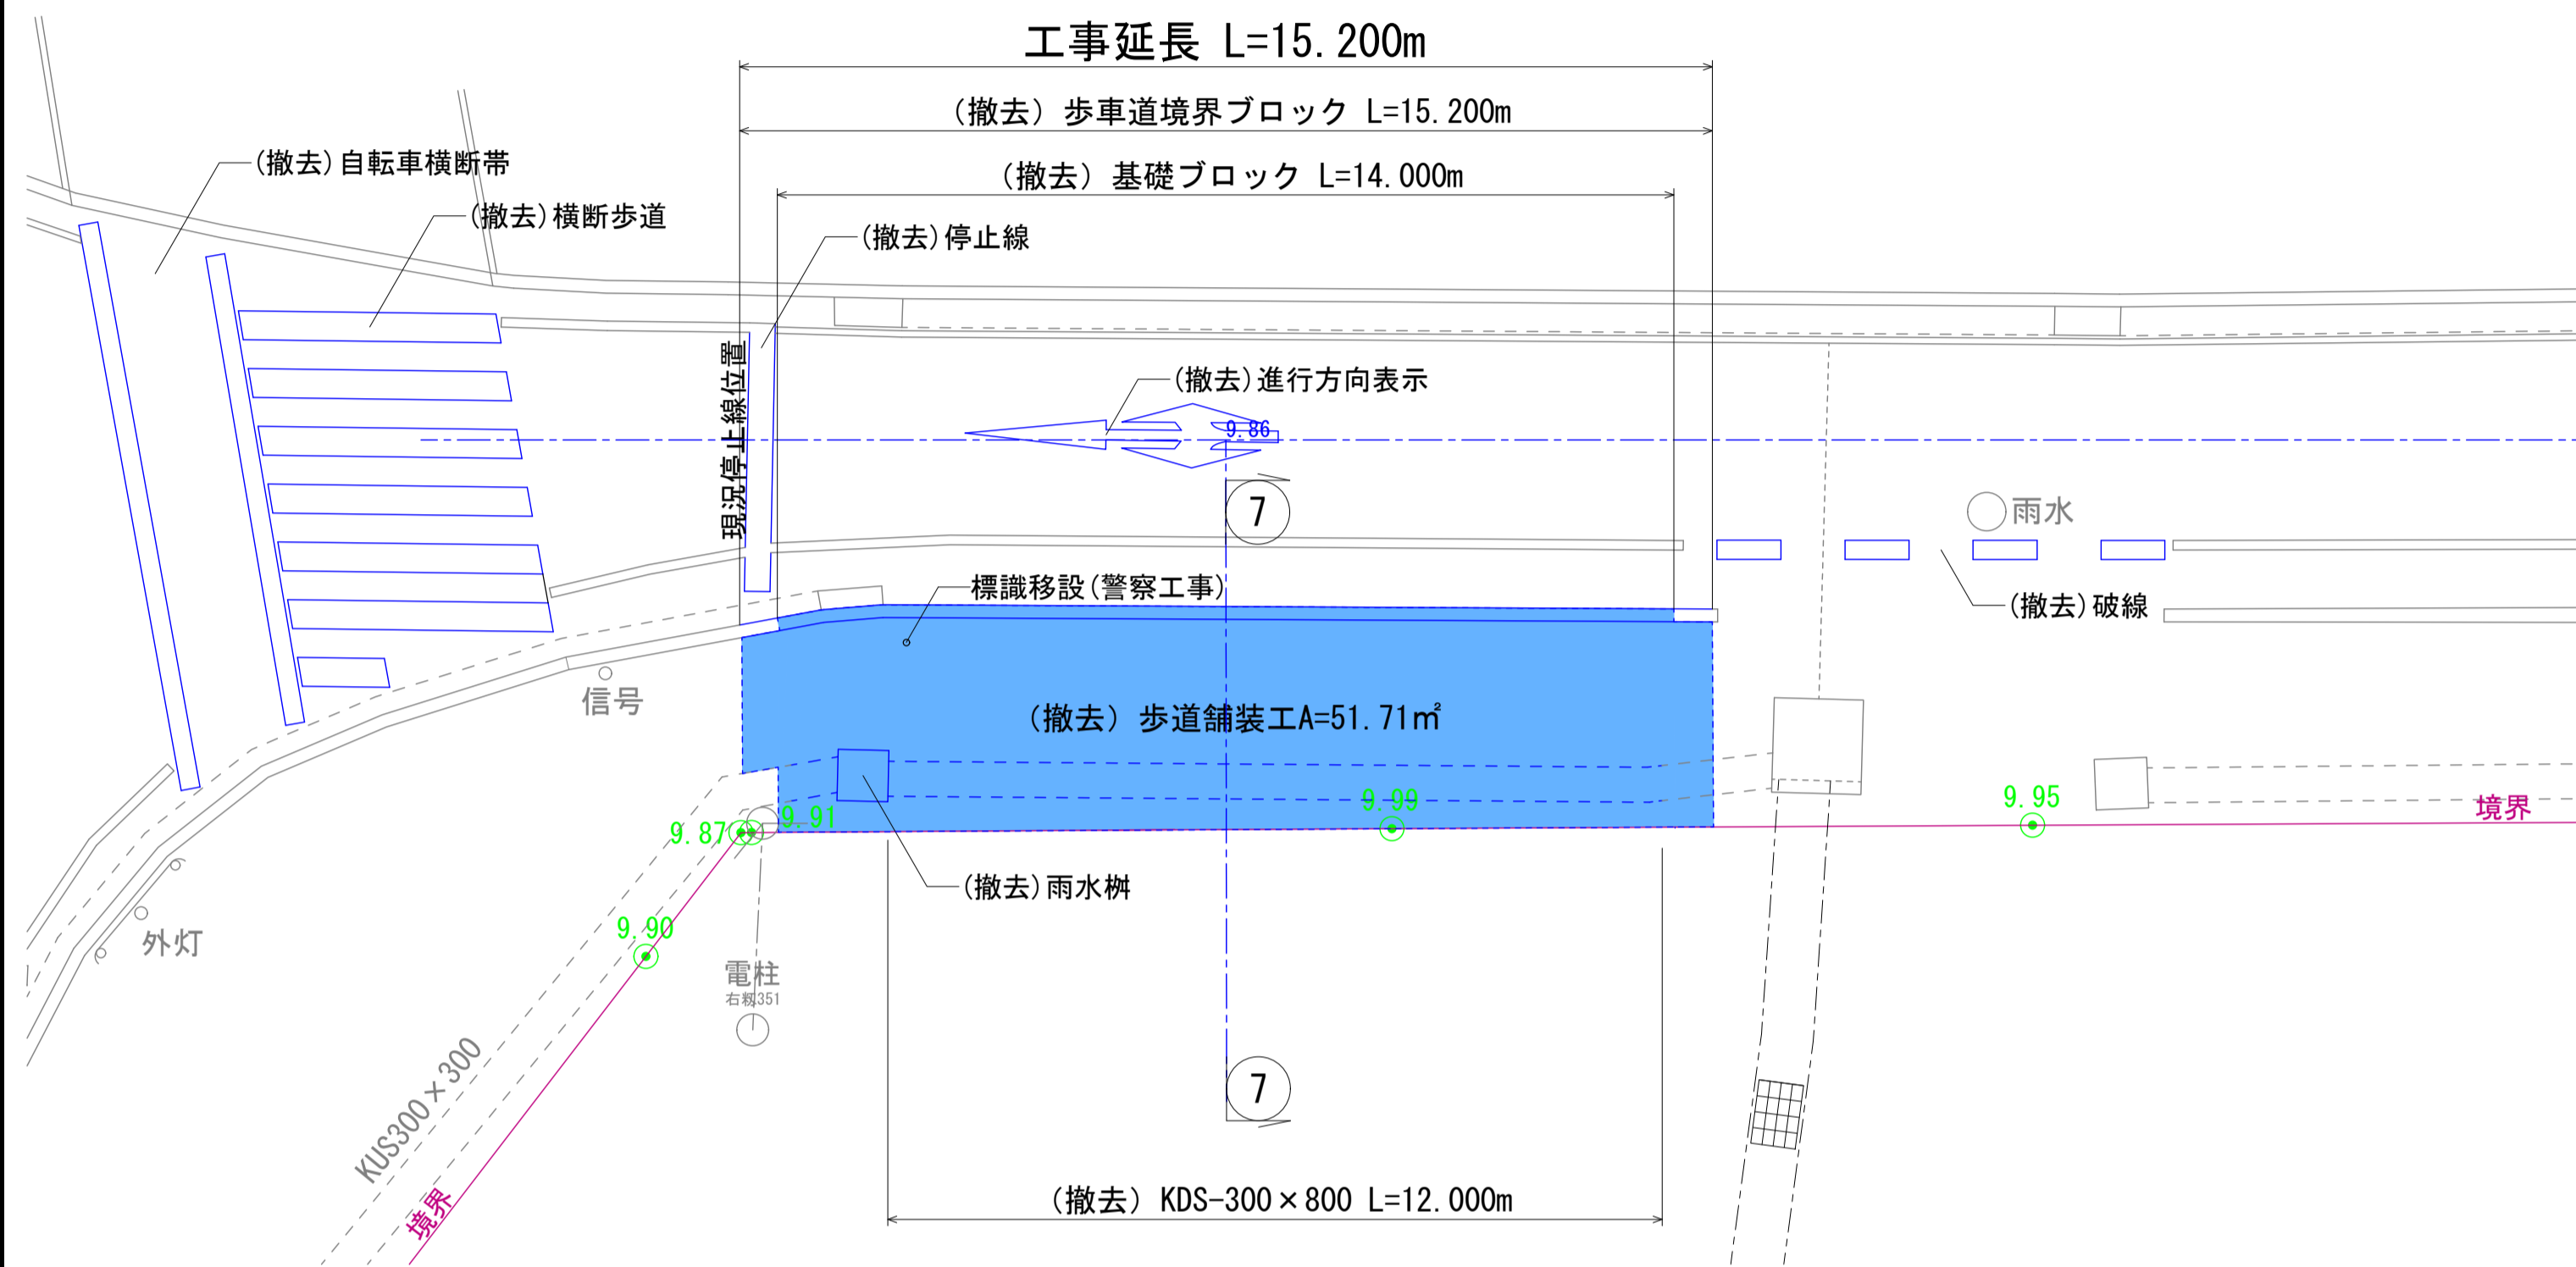 工事延長 L=15.200m
(撤去) 歩車道境界ブロック L=15.200m
(撤去)自転車横断帯
(撤去) 基礎ブロック L=14.000m
(撤去)横断歩道
(撤去)停止線
現況停止線位置
(撤去)進行方向表示
9.86
7
雨水
標識移設(警察工事)
(撤去)破線
信号
(撤去) 歩道舗装工A=51.71㎡
9.87
9.91
9.99
9.95
境界
(撤去)雨水桝
9.90
外灯
電柱
右籾351
KUS300×300
7
境界
(撤去) KDS-300×800 L=12.000m